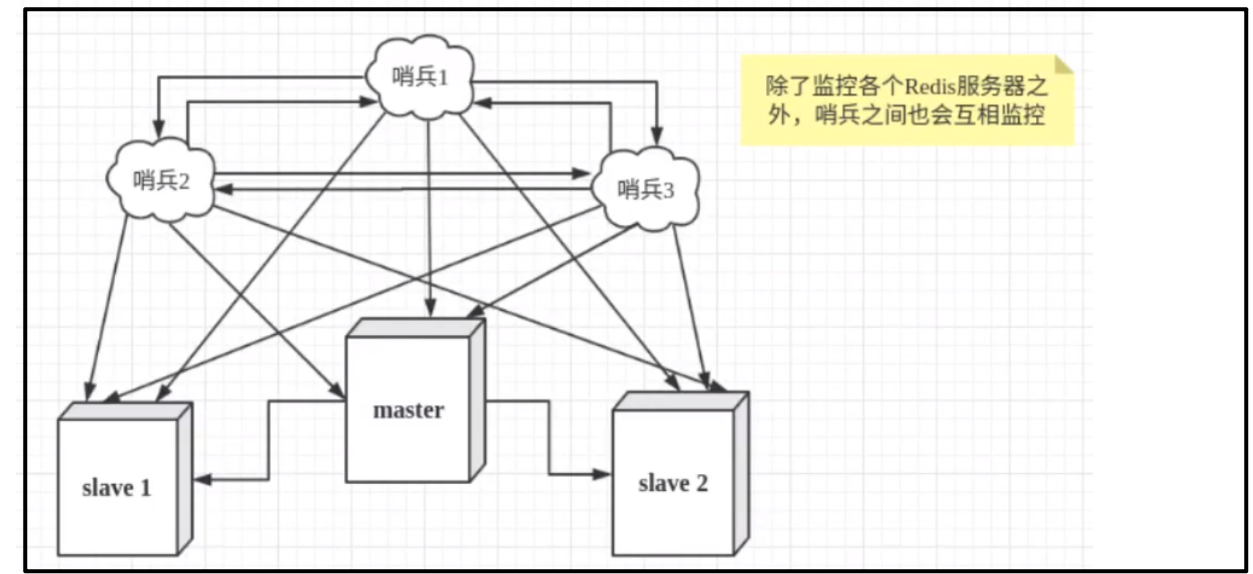 哨兵1
除了监控各个Redis服务器之
外，哨兵之间也会互相监控
哨兵2
哨兵3
master
slave 1
slave 2